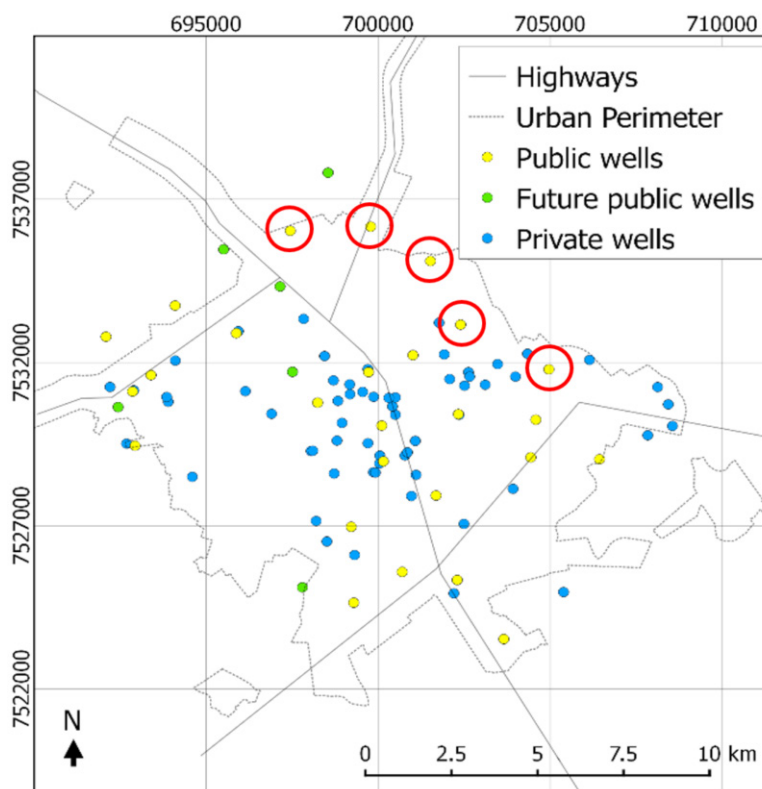 695000 700000 705000 710000
Highways
Urban Perimeter
Public wells
Future public wells
Private wells
7537000
7532000
7527000
7522000
N
0 2.5 5 7.5 10 km